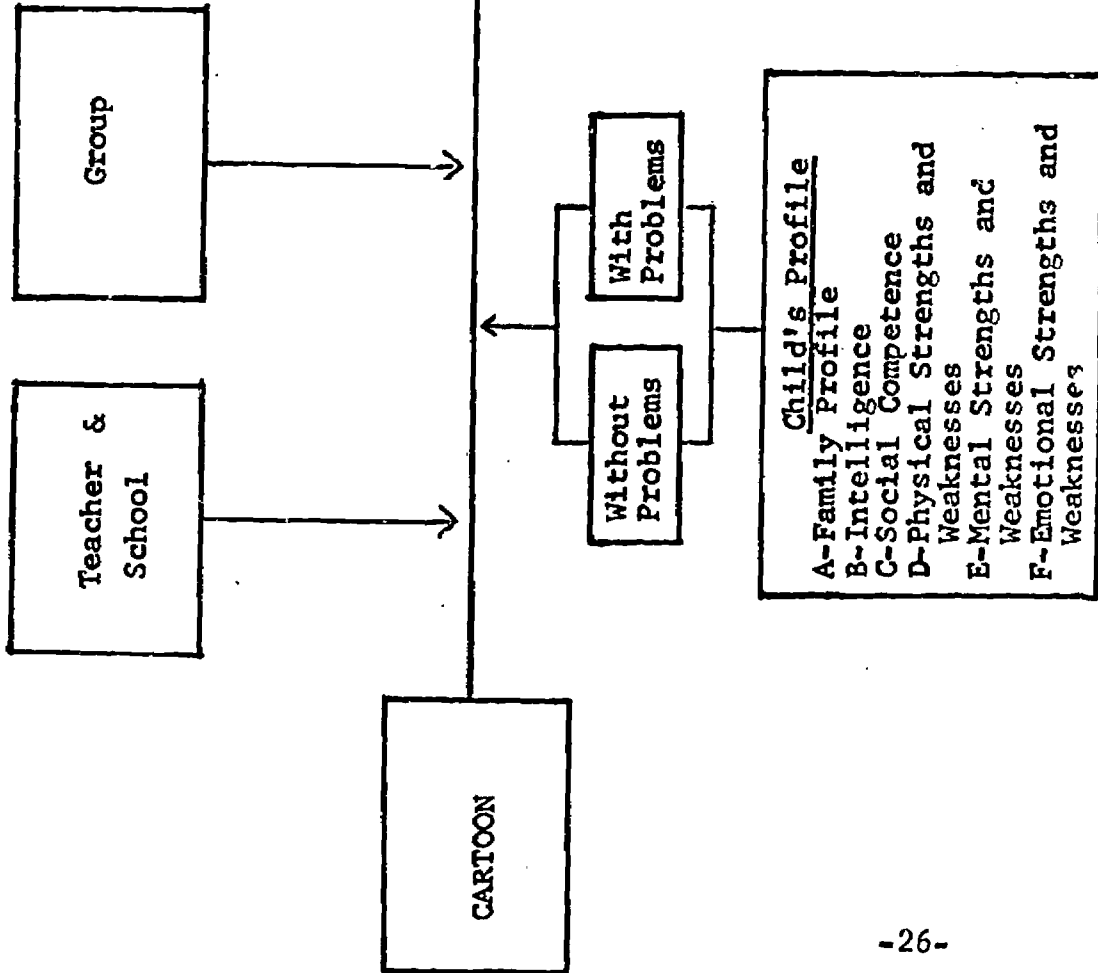 Group
Teacher &
School
With
Problems
Without
Problems
CARTOON
Child's Profile
A-Family Profile
B-Intelligence
C-Social Competence
D-Physical Strengths and
Weaknesses
E-Mental Strengths and
Weaknesses
F-Emotional Strengths and
Weaknesses
-26-